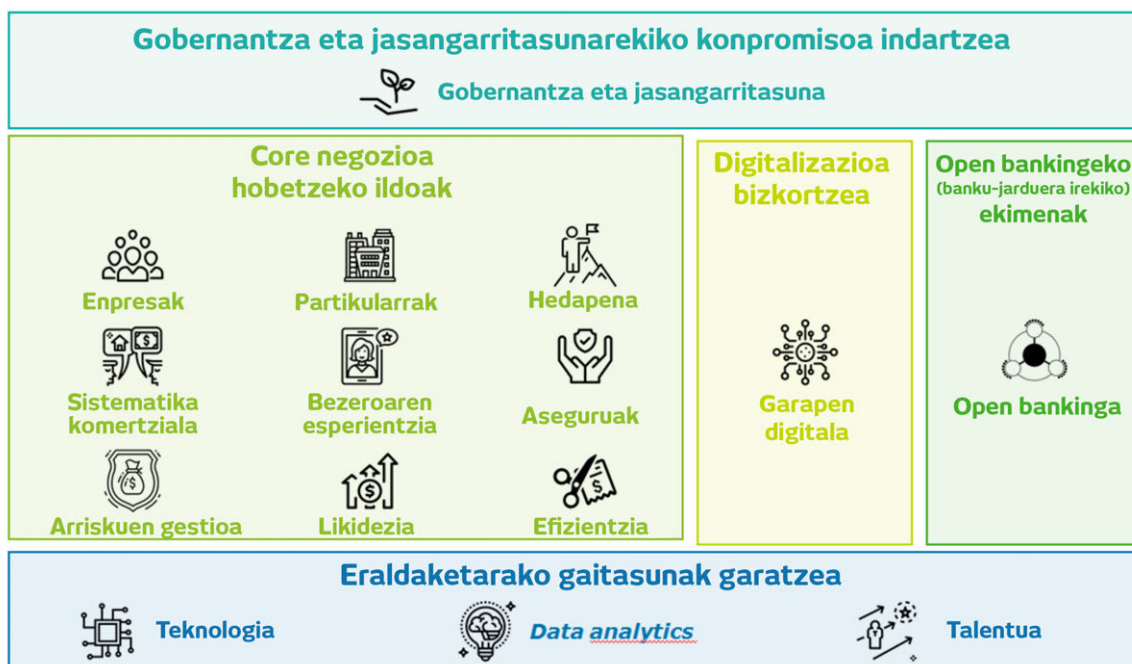 Gobernantza eta jasangarritasunarekiko konpromisoa indartzea
Gobernantza eta jasangarritasuna
Core negozioa
hobetzeko ildoak
Enpresak
Partikularrak
Hedapena
Sistematika
komertziala
Bezeroaren
esperientzia
Aseguruak
Arriskuen gestioa
Likidezia
Efizientzia
Digitalizazioa
bizkortzea
Garapen
digitala
Open bankingeko
(banku-jarduera irekiko)
ekimenak
Open bankinga
Eraldaketarako gaitasunak garatzea
Teknologia
Data analytics
Talentua